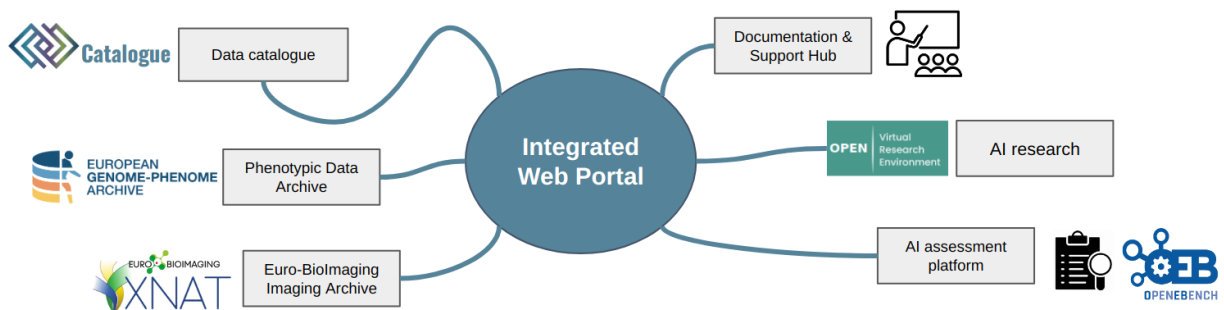 Catalogue
Data catalogue
EUROPEAN
GENOME-PHENOME
ARCHIVE
Phenotypic Data
Archive
EURO BIOIMAGING
XNAT
Euro-BioImaging
Imaging Archive
Integrated
Web Portal
Documentation &
Support Hub
OPEN
Virtual
Research
Environment
AI research
AI assessment
platform
OEB
OPENEBENCH